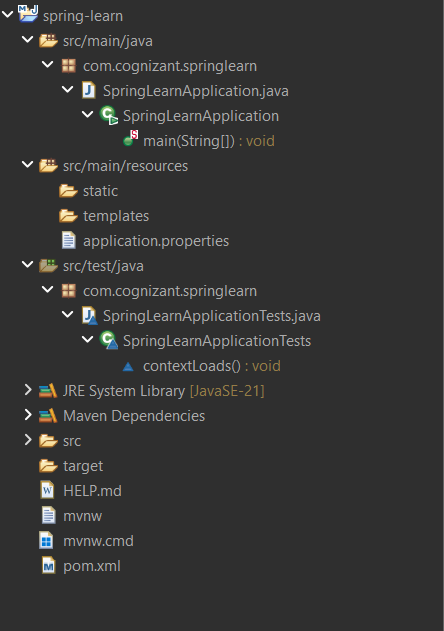 spring-learn
src/main/java
com.cognizant.springlearn
SpringLearnApplication.java
SpringLearnApplication
main(String[]) : void
src/main/resources
static
templates
application.properties
src/test/java
com.cognizant.springlearn
SpringLearnApplicationTests.java
SpringLearnApplicationTests
contextLoads() : void
JRE System Library [JavaSE-21]
Maven Dependencies
src
target
HELP.md
mvnw
mvnw.cmd
pom.xml